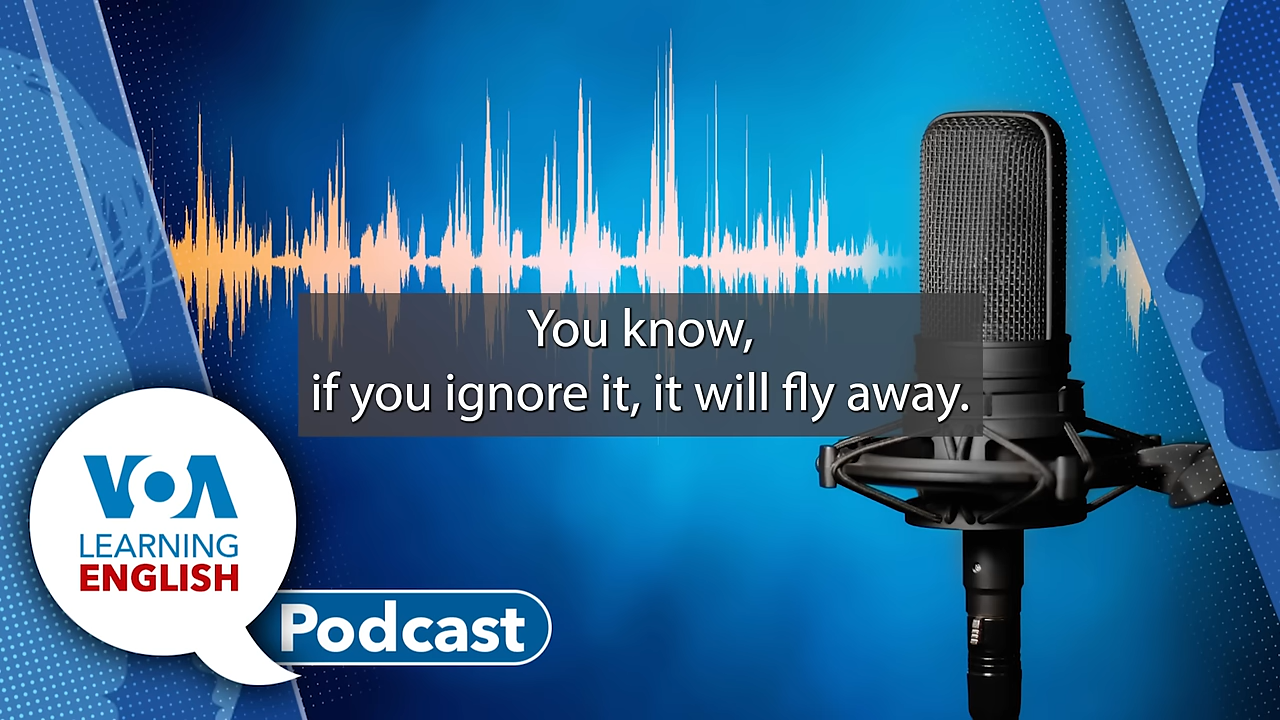 You know,
if you ignore it, it will fly away.
VOA
LEARNING
ENGLISH
Podcast